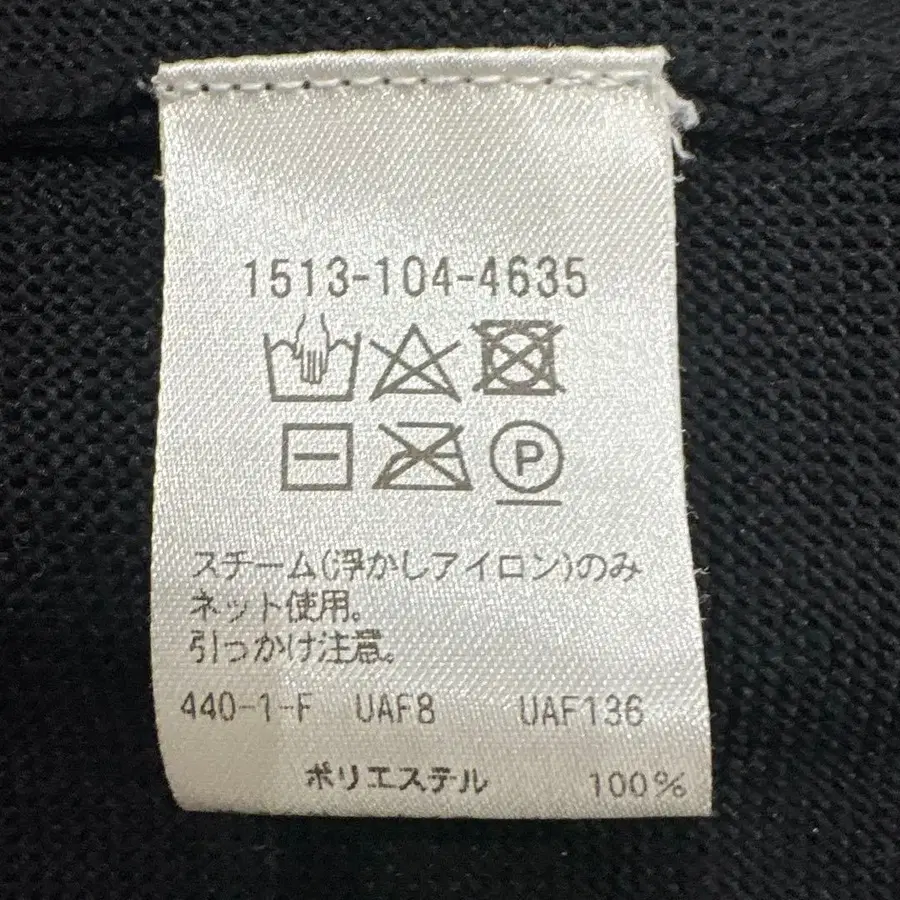 1513-104-4635
P
スチーム(浮かしアイロン)のみ
ネット使用。
引っかけ注意。
440-1-F UAF8 UAF136
ポリエステル 100%